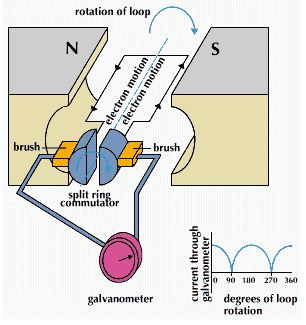 rotation of loop
N
S
electron motion
electron motion
brush
brush
split ring
commutator
galvanometer
current through
galvanometer
0 90 180 270 360
degrees of loop
rotation